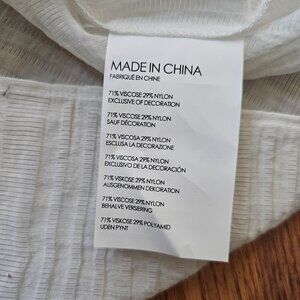 MADE IN CHINA
FABRIQUÉ EN CHINE
71% VISCOSE 29% NYLON
EXCLUSIVE OF DECORATION
71% VISCOSE 29% NYLON
SAUF DÉCORATION
71% VISCOSA 29% NYLON
ESCLUSA LA DECORAZIONE
71% VISCOSA 29% NYLON
EXCLUSIVO DE LA DECORACIÓN
71% VISKOSE 29% NYLON
AUSGENOMMEN DEKORATION
71% VISCOSE 29% NYLON
BEHALVE VERSIERING
71% VISKOSE 29% POLYAMID
UDEN PYNT